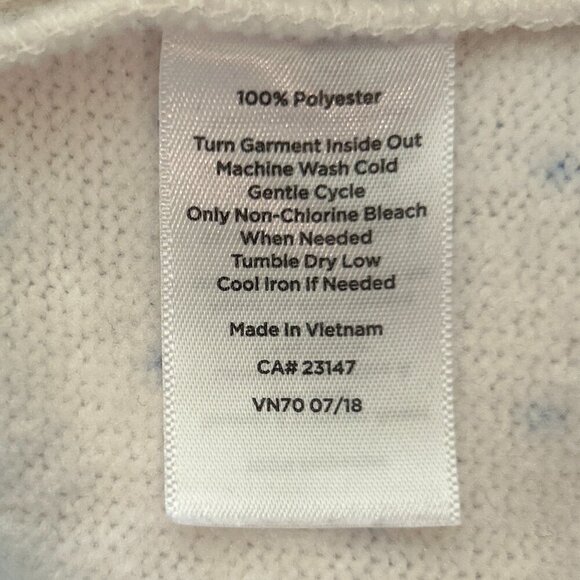 100% Polyester
Turn Garment Inside Out
Machine Wash Cold
Gentle Cycle
Only Non-Chlorine Bleach
When Needed
Tumble Dry Low
Cool Iron If Needed
Made In Vietnam
CA# 23147
VN70 07/18